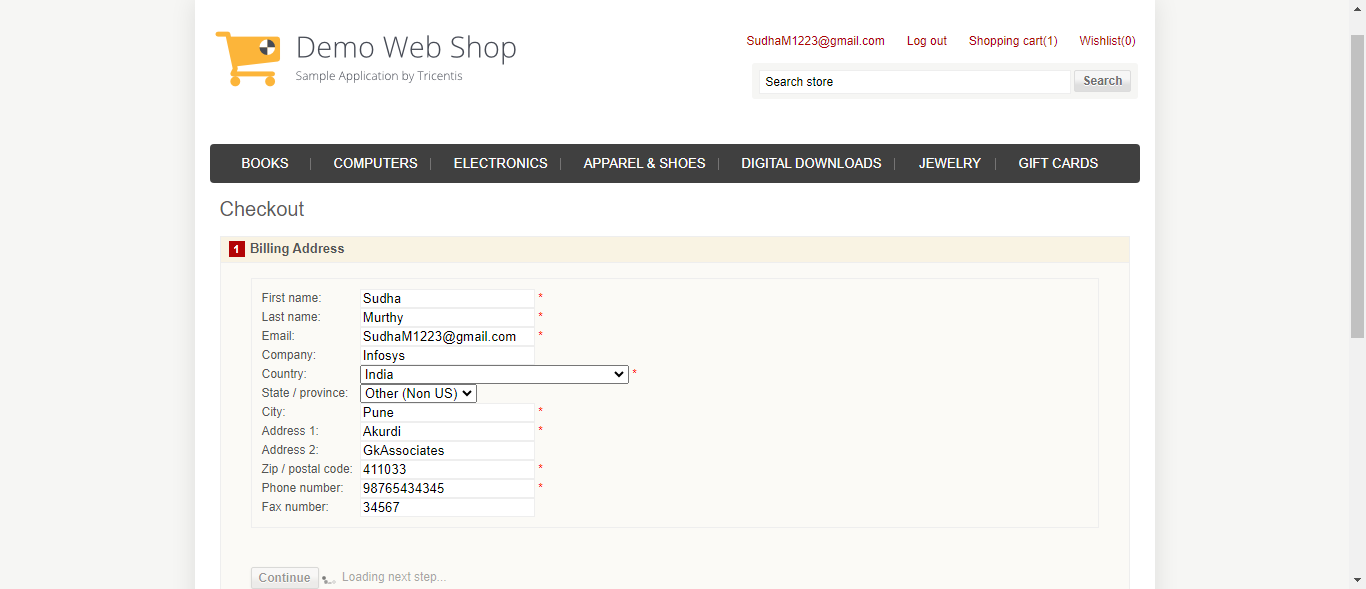 Demo Web Shop
Sample Application by Tricentis
SudhaM1223@gmail.com Log out Shopping cart(1) Wishlist(0)
Search store Search
BOOKS COMPUTERS ELECTRONICS APPAREL & SHOES DIGITAL DOWNLOADS JEWELRY GIFT CARDS
Checkout
1 Billing Address
First name: Sudha *
Last name: Murthy *
Email: SudhaM1223@gmail.com *
Company: Infosys
Country: India *
State / province: Other (Non US)
City: Pune *
Address 1: Akurdi *
Address 2: GkAssociates
Zip / postal code: 411033 *
Phone number: 98765434345 *
Fax number: 34567
Continue Loading next step...